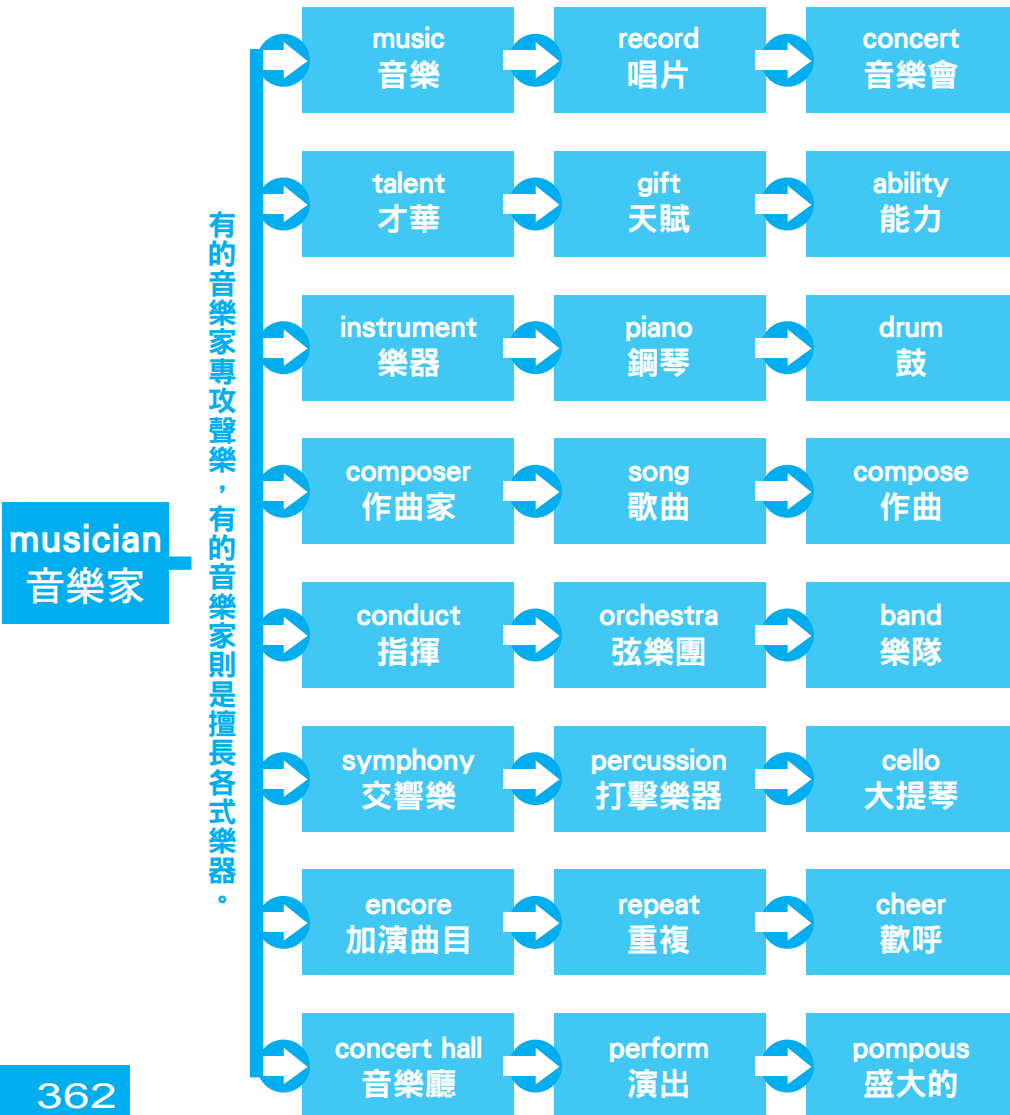 musician
音樂家
有的音樂家專攻聲樂，有的音樂家則是擅長各式樂器。
music
音樂
record
唱片
concert
音樂會
talent
才華
gift
天賦
ability
能力
instrument
樂器
piano
鋼琴
drum
鼓
composer
作曲家
song
歌曲
compose
作曲
conduct
指揮
orchestra
弦樂團
band
樂隊
symphony
交響樂
percussion
打擊樂器
cello
大提琴
encore
加演曲目
repeat
重複
cheer
歡呼
concert hall
音樂廳
perform
演出
pompous
盛大的
362